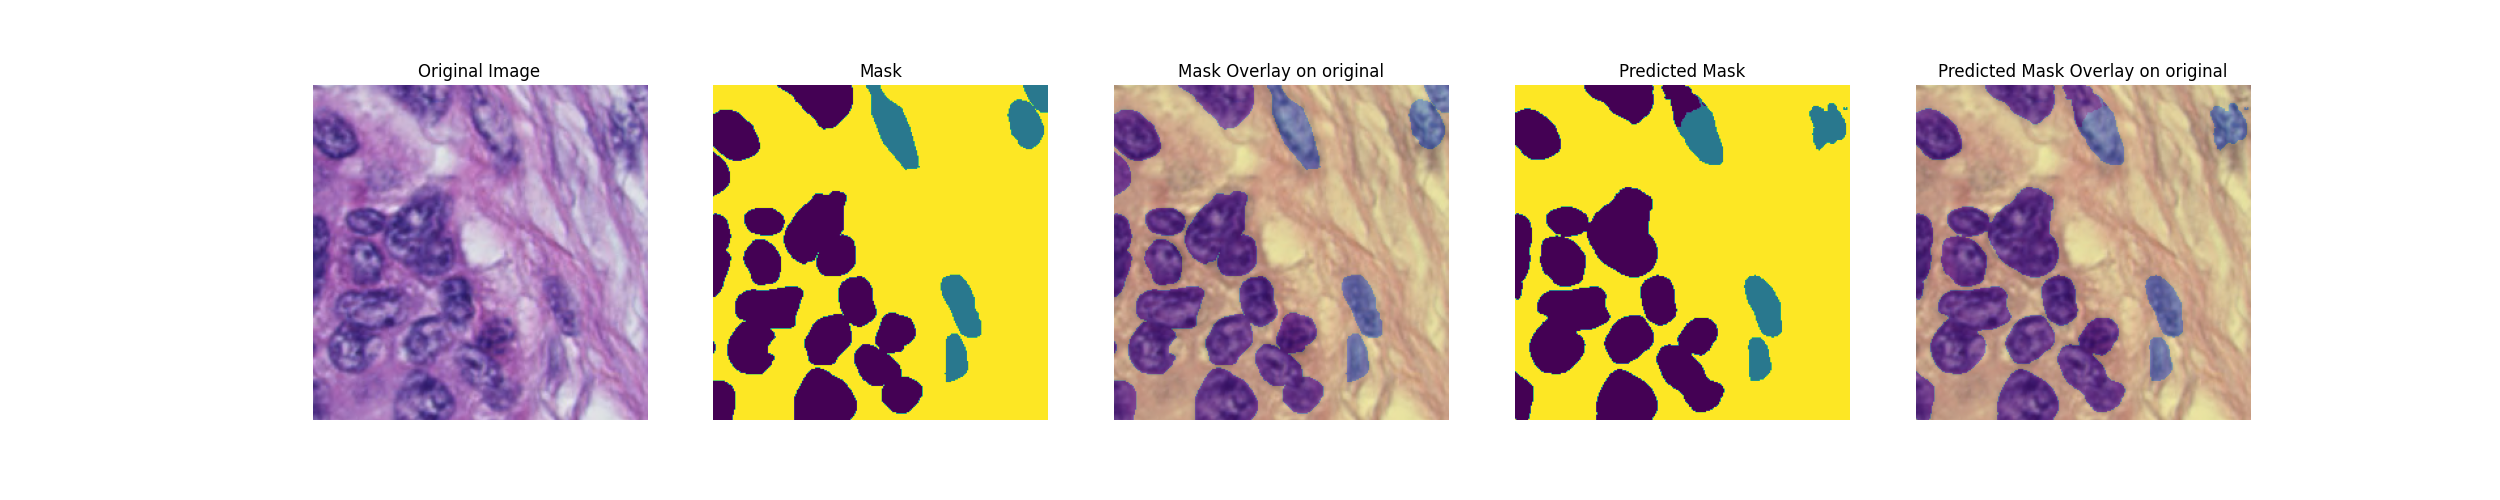 Original Image
Mask
Mask Overlay on original
Predicted Mask
Predicted Mask Overlay on original